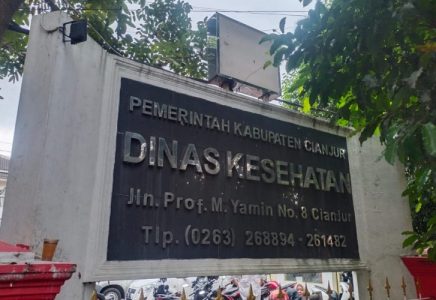 PEMERINTAH KABUPATEN CIANJUR
DINAS KESEHATAN
Jln. Prof. M. Yamin No. 8 Cianjur
Tlp. (0263) 268894 - 261482